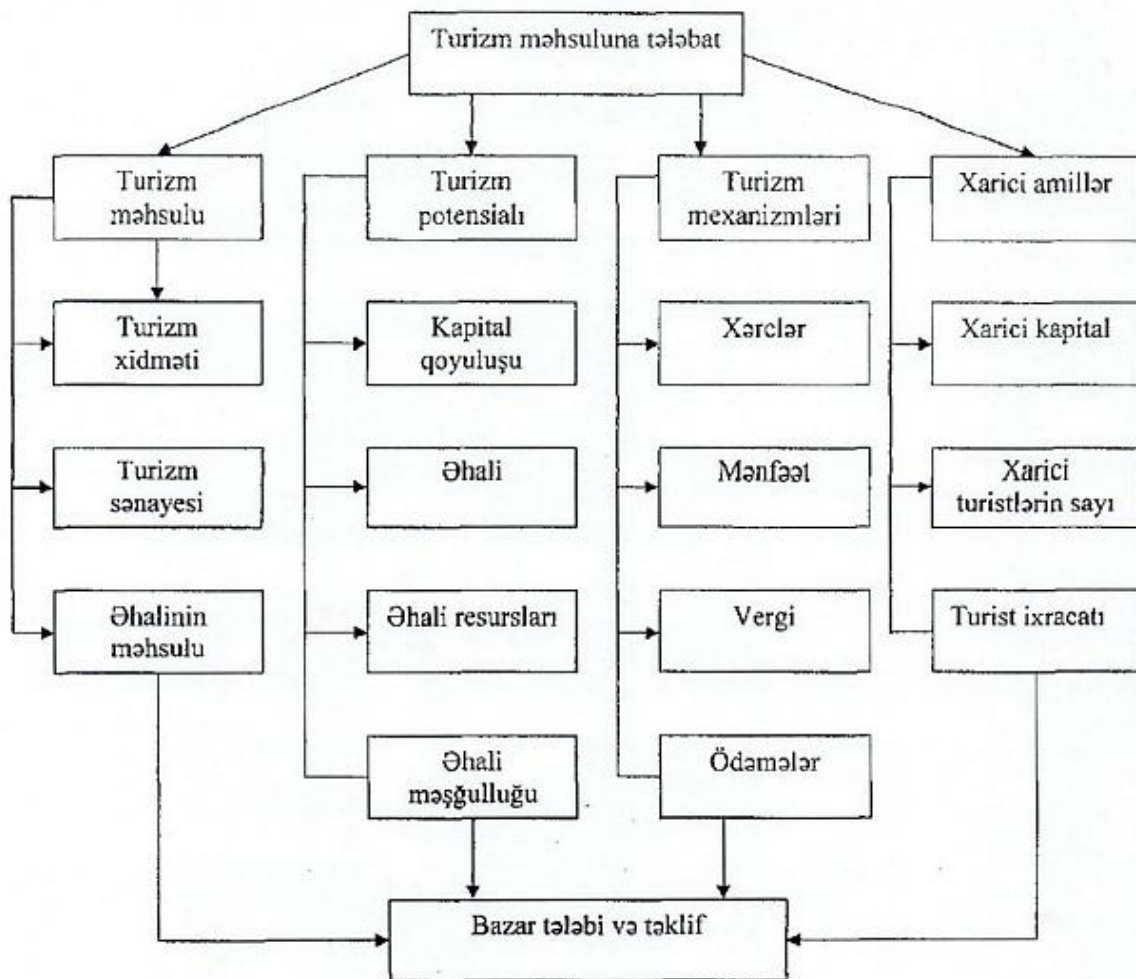 Turizm məhsuluna tələbat
Turizm
məhsulu
Turizm
potensialı
Turizm
mexanizmləri
Xarici amillər
Turizm
xidməti
Kapital
qoyuluşu
Xərclər
Xarici kapital
Turizm
sənayesi
Əhali
Mənfəət
Xarici
turistlərin sayı
Əhalinin
məhsulu
Əhali resursları
Vergi
Turist ixracatı
Əhali
məşğulluğu
Ödəmələr
Bazar tələbi və təklif